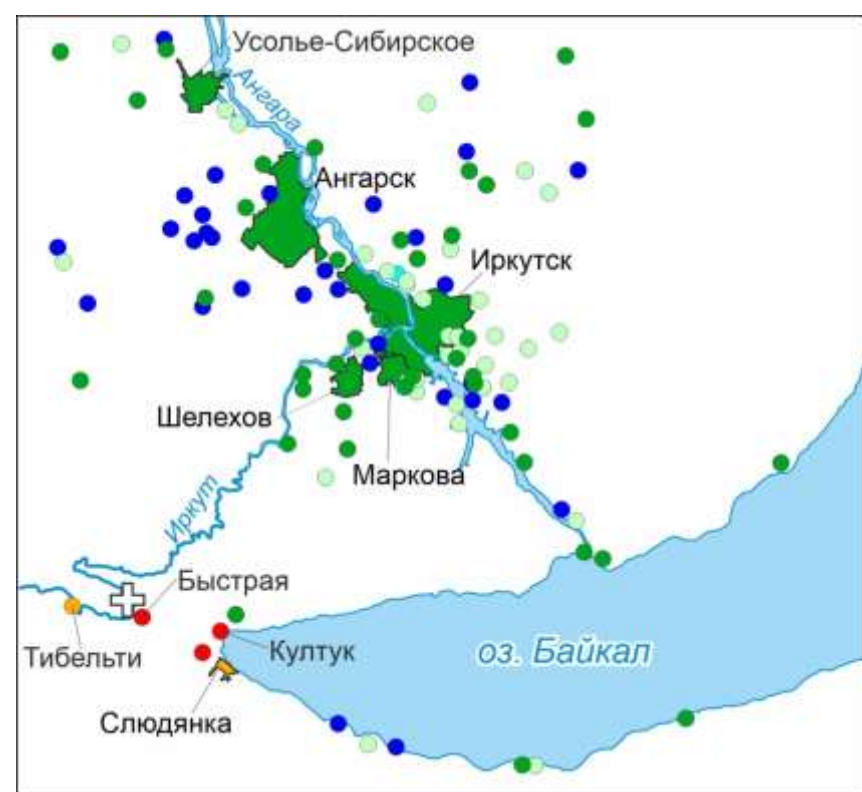 Усолье-Сибирское
Ангара
Ангарск
Иркутск
Шелехов
Маркова
Иркут
Быстрая
Тибельти
Култук
оз. Байкал
Слюдянка